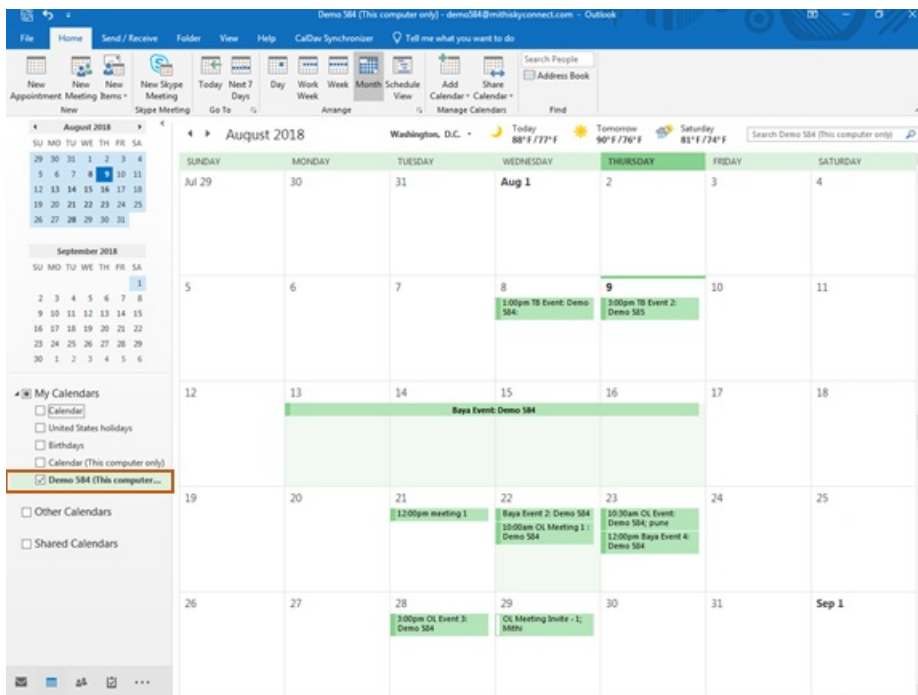 Demo 584 (This computer only) - demo584@mithiskyconnect.com - Outlook
File Home Send / Receive Folder View Help CalDav Synchronizer Tell me what you want to do
New Appointment
New Meeting
New Items
New Skype Meeting
Today
Next 7 Days
Day
Work Week
Week
Month
Schedule View
Add Calendar
Share Calendar
Search People
Address Book
New Skype Meeting Go To Arrange Manage Calendars Find
August 2018
SU MO TU WE TH FR SA
29 30 31 1 2 3 4
5 6 7 8 9 10 11
12 13 14 15 16 17 18
19 20 21 22 23 24 25
26 27 28 29 30 31
September 2018
SU MO TU WE TH FR SA
1
2 3 4 5 6 7 8
9 10 11 12 13 14 15
16 17 18 19 20 21 22
23 24 25 26 27 28 29
30 1 2 3 4 5 6
My Calendars
Calendar
United States holidays
Birthdays
Calendar (This computer only)
Demo 584 (This computer...
Other Calendars
Shared Calendars
August 2018
Washington, D.C.
Today
88°F/77°F
Tomorrow
90°F/76°F
Saturday
81°F/74°F
Search Demo 584 (This computer only)
SUNDAY MONDAY TUESDAY WEDNESDAY THURSDAY FRIDAY SATURDAY
Jul 29 30 31 Aug 1 2 3 4
5 6 7 8 9 10 11
1:00pm TB Event: Demo
584:
3:00pm TB Event 2:
Demo 585
12 13 14 15 16 17 18
Baya Event: Demo 584
19 20 21 22 23 24 25
12:00pm meeting 1
Baya Event 2: Demo 584
10:00am OL Meeting 1 :
Demo 584
10:30am OL Event:
Demo 584; pune
12:00pm Baya Event 4:
Demo 584
26 27 28 29 30 31 Sep 1
3:00pm OL Event 3:
Demo 584
OL Meeting Invite - 1;
Mithi